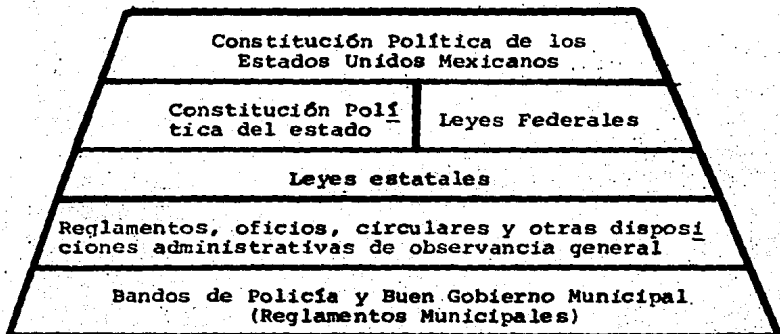 Constitución Política de los
Estados Unidos Mexicanos
Constitución Polí
tica del estado
Leyes Federales
Leyes estatales
Reglamentos, oficios, circulares y otras disposi
ciones administrativas de observancia general
Bandos de Policía y Buen Gobierno Municipal
(Reglamentos Municipales)